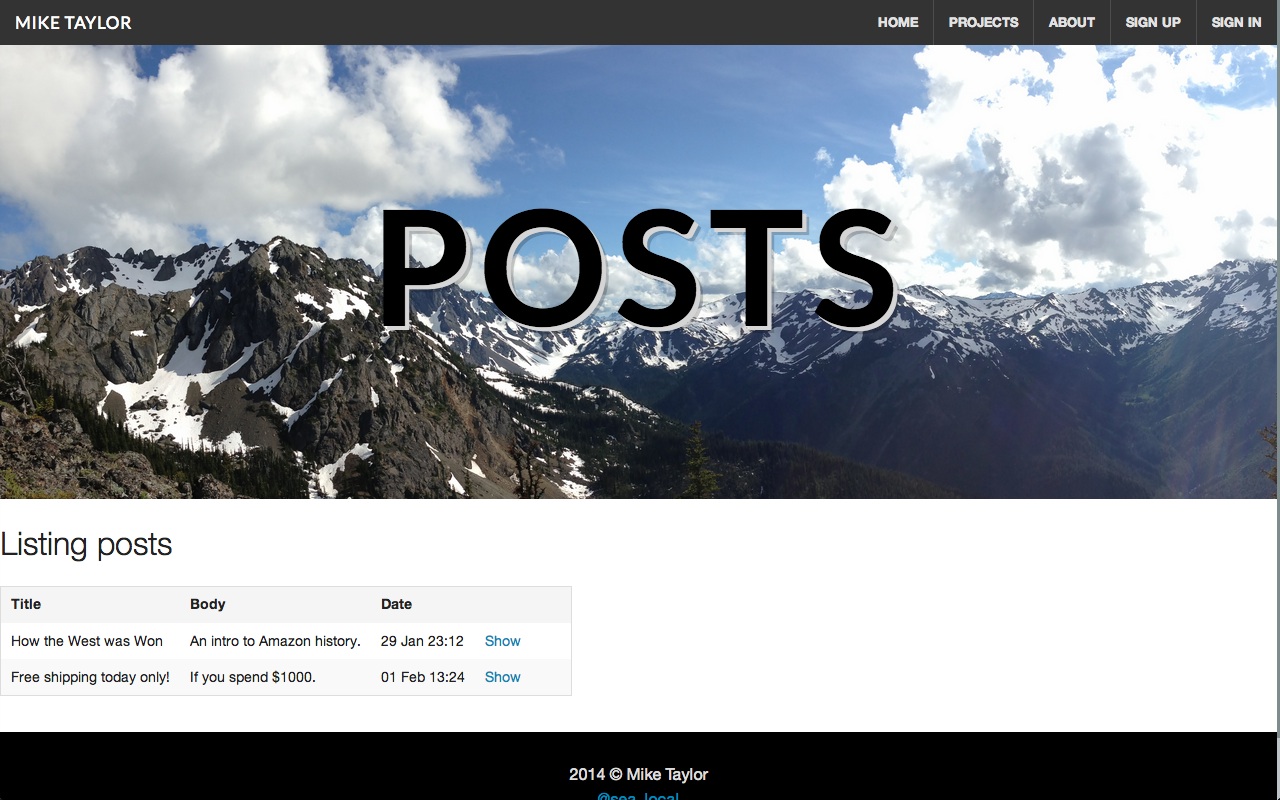 MIKE TAYLOR HOME PROJECTS ABOUT SIGN UP SIGN IN
POSTS
Listing posts
Title Body Date
How the West was Won An intro to Amazon history. 29 Jan 23:12 Show
Free shipping today only! If you spend $1000. 01 Feb 13:24 Show
2014 © Mike Taylor
@sea_local